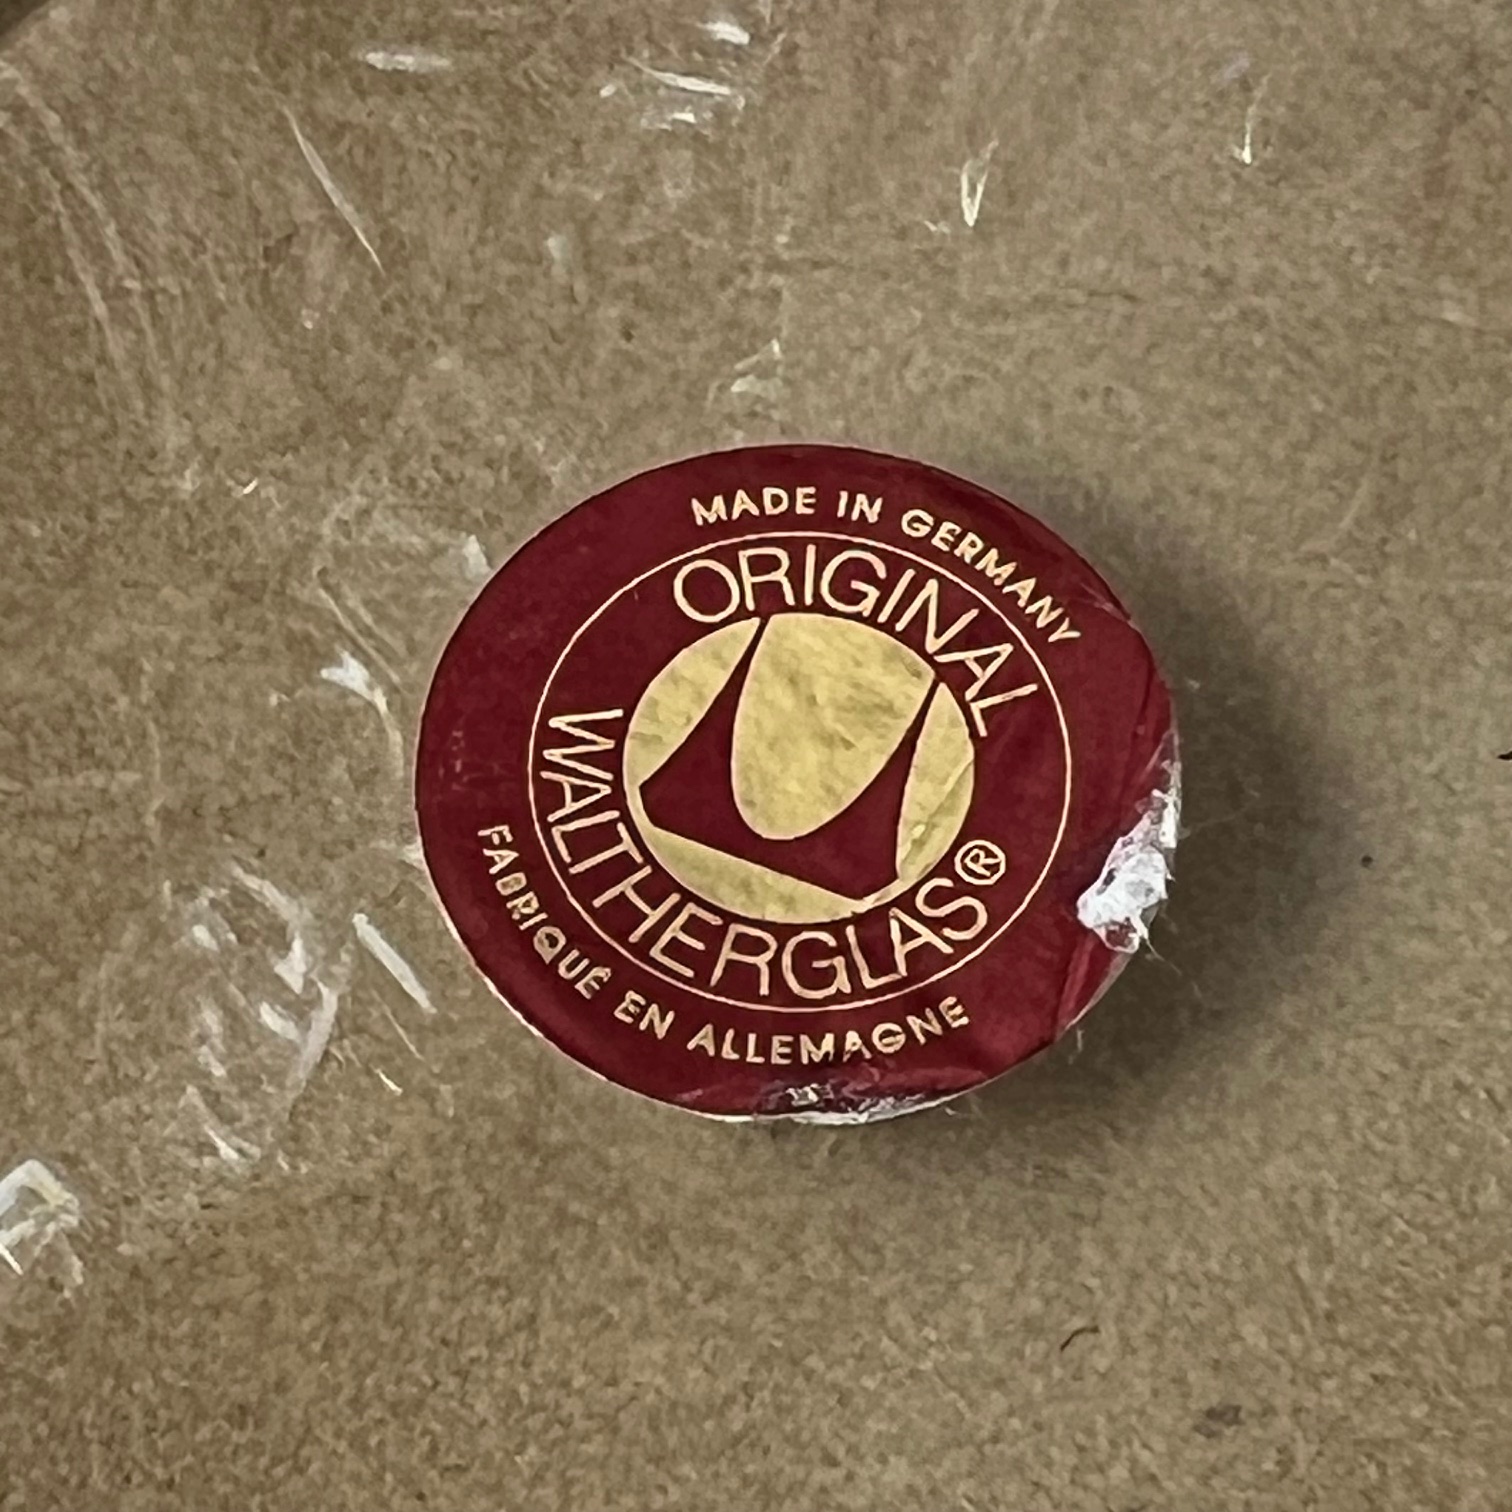 MADE IN GERMANY
ORIGINAL
WALTHERGLAS®
FABRIQUÉ EN ALLEMAGNE